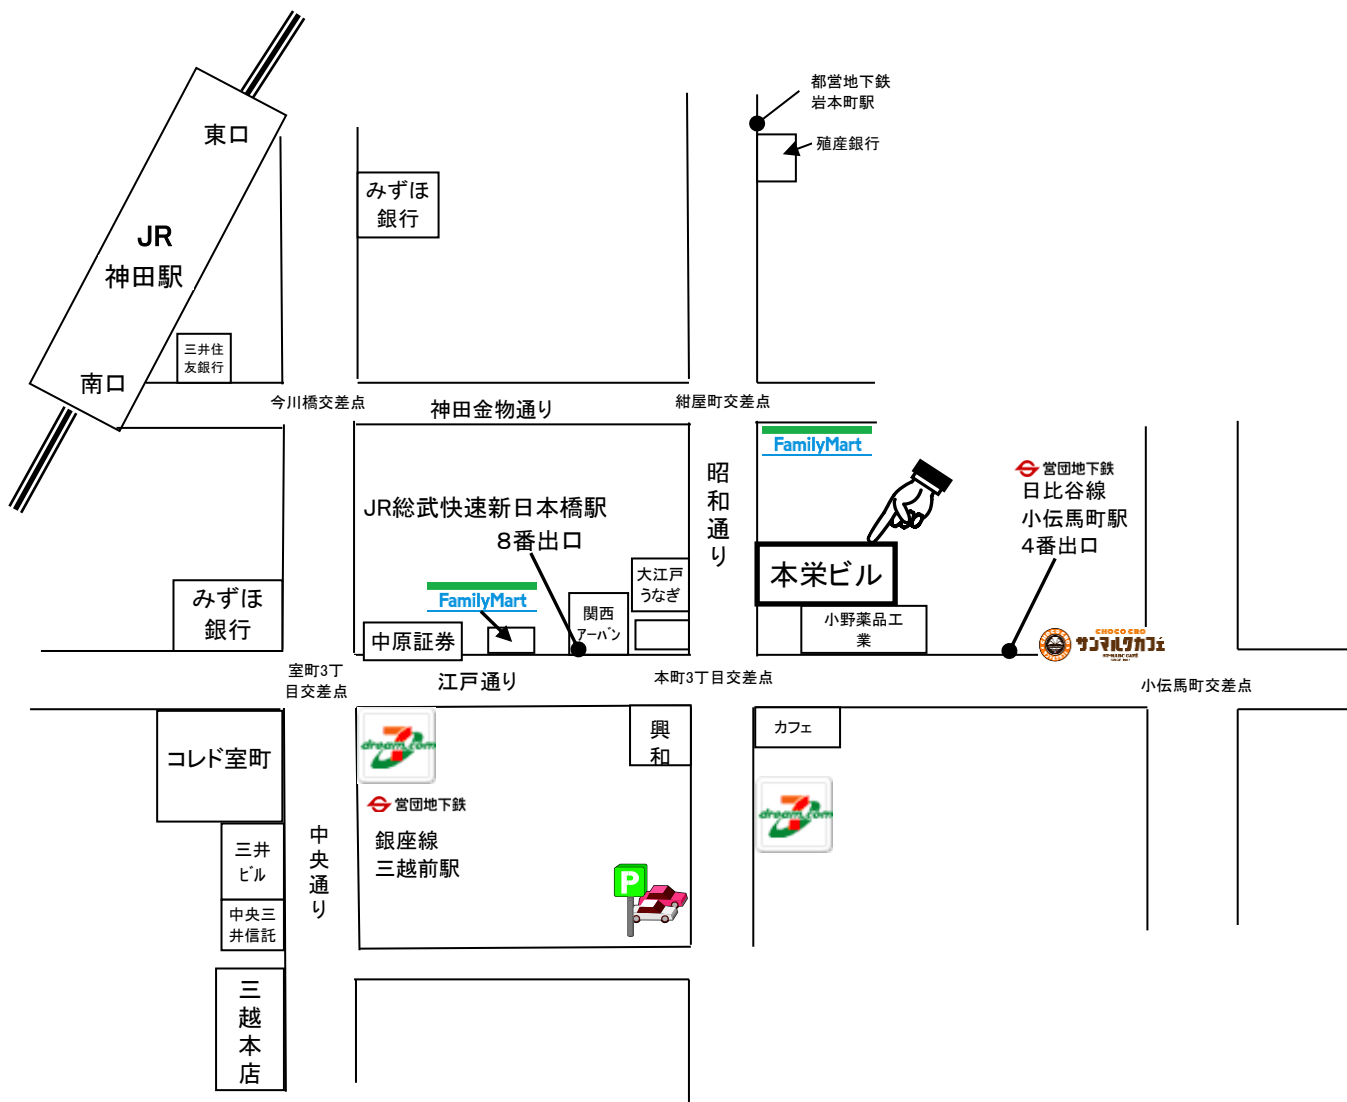 都営地下鉄
岩本町駅
殖産銀行
東口
みずほ
銀行
JR
神田駅
三井住
友銀行
南口
今川橋交差点
神田金物通り
紺屋町交差点
FamilyMart
昭和通り
営団地下鉄
日比谷線
小伝馬町駅
4番出口
JR総武快速新日本橋駅
8番出口
本栄ビル
大江戸
うなぎ
FamilyMart
関西
アーバン
みずほ
銀行
中原証券
小野薬品工
業
CHOCO CRO
サンマルクカフェ
室町3丁
目交差点
江戸通り
本町3丁目交差点
小伝馬町交差点
コレド室町
dream.com
興和
カフェ
営団地下鉄
銀座線
三越前駅
dream.com
中央通り
三井
ビル
P
中央三
井信託
三越本店